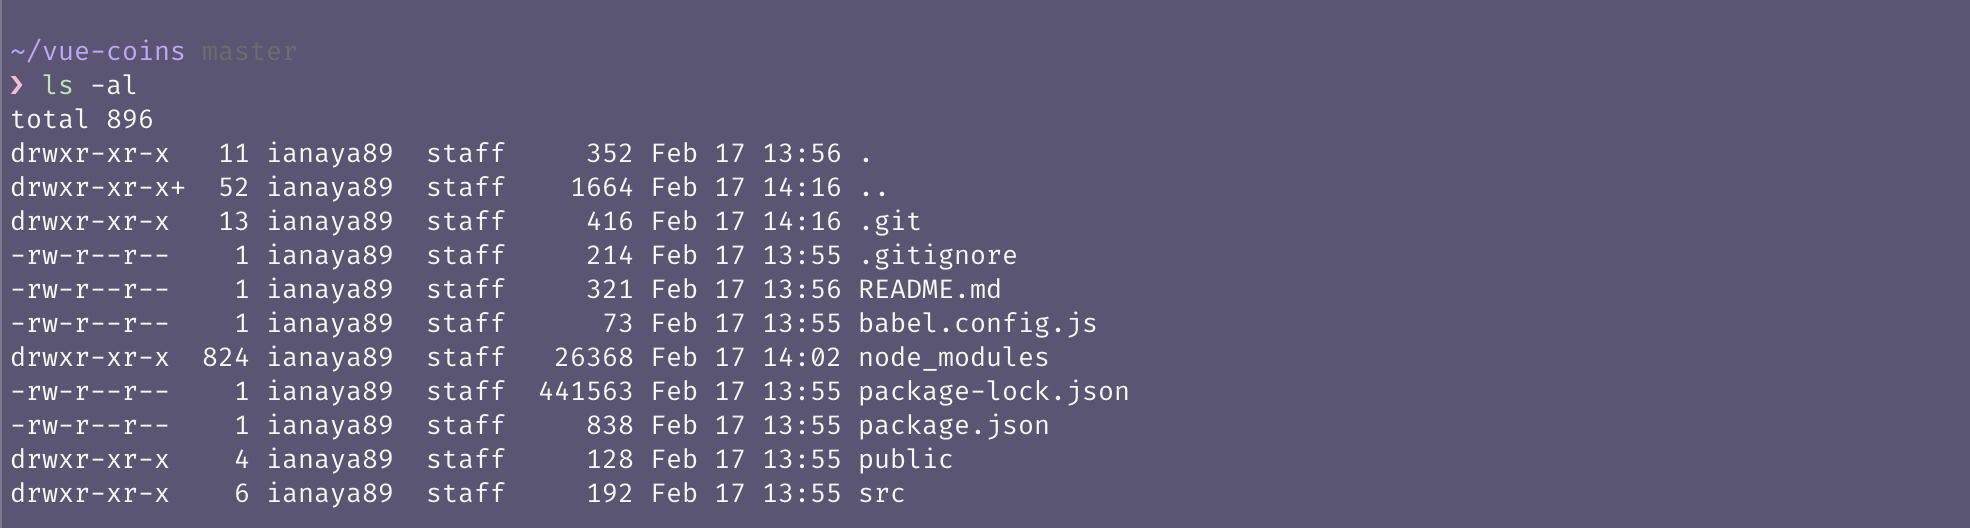 ~/vue-coins master
❯ ls -al
total 896
drwxr-xr-x   11 ianaya89  staff     352 Feb 17 13:56 .
drwxr-xr-x+  52 ianaya89  staff    1664 Feb 17 14:16 ..
drwxr-xr-x   13 ianaya89  staff     416 Feb 17 14:16 .git
-rw-r--r--    1 ianaya89  staff     214 Feb 17 13:55 .gitignore
-rw-r--r--    1 ianaya89  staff     321 Feb 17 13:56 README.md
-rw-r--r--    1 ianaya89  staff      73 Feb 17 13:55 babel.config.js
drwxr-xr-x  824 ianaya89  staff   26368 Feb 17 14:02 node_modules
-rw-r--r--    1 ianaya89  staff  441563 Feb 17 13:55 package-lock.json
-rw-r--r--    1 ianaya89  staff     838 Feb 17 13:55 package.json
drwxr-xr-x    4 ianaya89  staff     128 Feb 17 13:55 public
drwxr-xr-x    6 ianaya89  staff     192 Feb 17 13:55 src